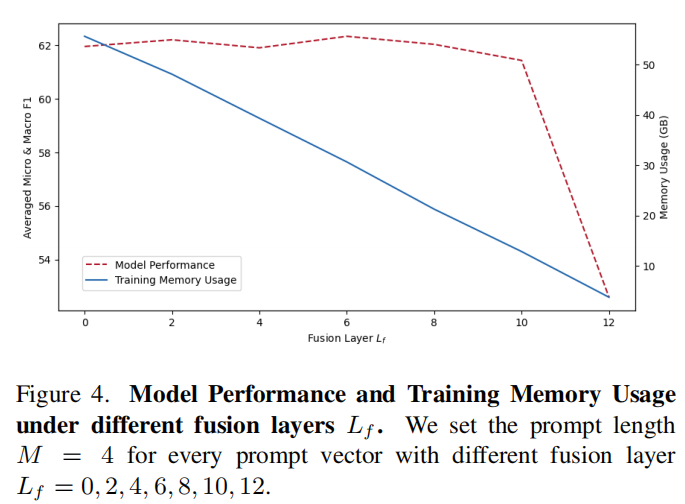 62
60
58
56
54
Averaged Micro & Macro F1
50
40
30
20
10
Memory Usage (GB)
Model Performance
Training Memory Usage
0 2 4 6 8 10 12
Fusion Layer L_f
Figure 4. Model Performance and Training Memory Usage
under different fusion layers L_f. We set the prompt length
M = 4 for every prompt vector with different fusion layer
L_f = 0, 2, 4, 6, 8, 10, 12.